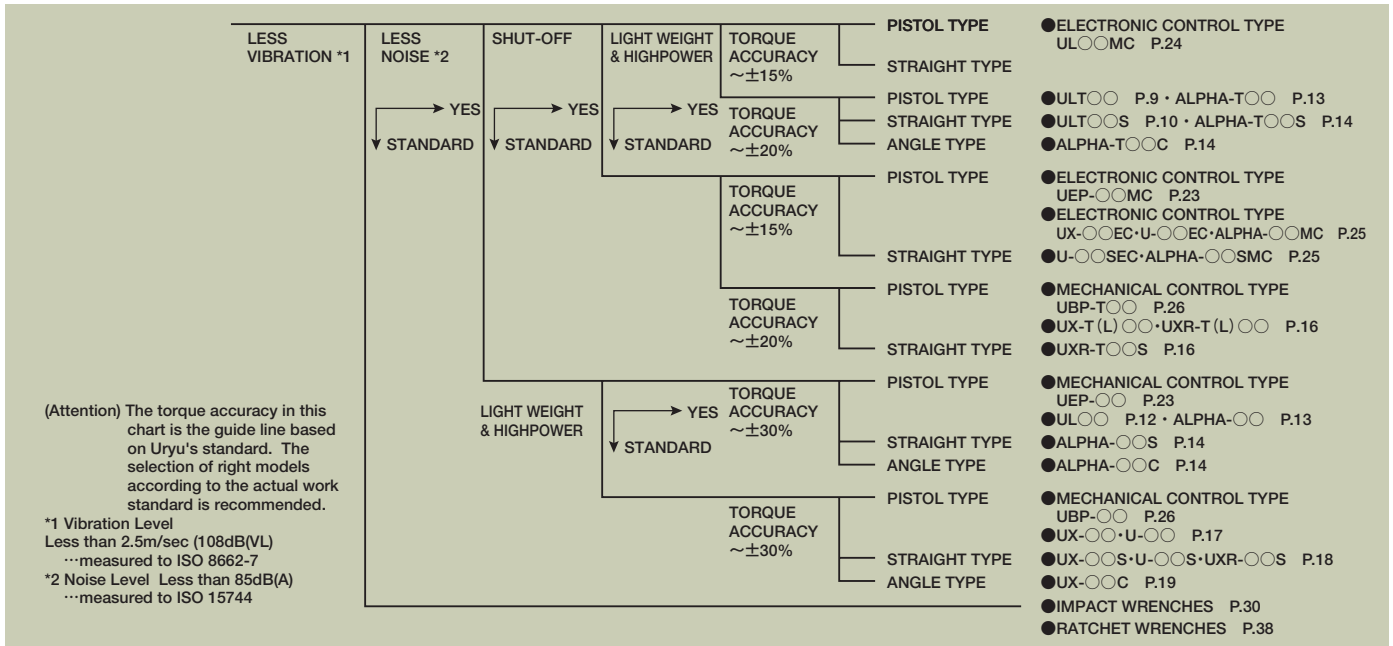 LESS
VIBRATION *1
LESS
NOISE *2
SHUT-OFF
LIGHT WEIGHT
& HIGHPOWER
TORQUE
ACCURACY
～±15%
PISTOL TYPE
●ELECTRONIC CONTROL TYPE
UL○○MC P.24
STRAIGHT TYPE
YES
STANDARD
YES
STANDARD
YES
STANDARD
TORQUE
ACCURACY
～±20%
PISTOL TYPE
●ULT○○ P.9・ALPHA-T○○ P.13
STRAIGHT TYPE
●ULT○○S P.10・ALPHA-T○○S P.14
ANGLE TYPE
●ALPHA-T○○C P.14
TORQUE
ACCURACY
～±15%
PISTOL TYPE
●ELECTRONIC CONTROL TYPE
UEP-○○MC P.23
●ELECTRONIC CONTROL TYPE
UX-○○EC・U-○○EC・ALPHA-○○MC P.25
STRAIGHT TYPE
●U-○○SEC・ALPHA-○○SMC P.25
TORQUE
ACCURACY
～±20%
PISTOL TYPE
●MECHANICAL CONTROL TYPE
UBP-T○○ P.26
●UX-T(L)○○・UXR-T(L)○○ P.16
STRAIGHT TYPE
●UXR-T○○S P.16
LIGHT WEIGHT
& HIGHPOWER
YES
STANDARD
TORQUE
ACCURACY
～±30%
PISTOL TYPE
●MECHANICAL CONTROL TYPE
UEP-○○ P.23
●UL○○ P.12・ALPHA-○○ P.13
STRAIGHT TYPE
●ALPHA-○○S P.14
ANGLE TYPE
●ALPHA-○○C P.14
TORQUE
ACCURACY
～±30%
PISTOL TYPE
●MECHANICAL CONTROL TYPE
UBP-○○ P.26
●UX-○○・U-○○ P.17
STRAIGHT TYPE
●UX-○○S・U-○○S・UXR-○○S P.18
ANGLE TYPE
●UX-○○C P.19
●IMPACT WRENCHES P.30
●RATCHET WRENCHES P.38
(Attention) The torque accuracy in this
chart is the guide line based
on Uryu's standard. The
selection of right models
according to the actual work
standard is recommended.
*1 Vibration Level
Less than 2.5m/sec (108dB(VL)
…measured to ISO 8662-7
*2 Noise Level Less than 85dB(A)
…measured to ISO 15744